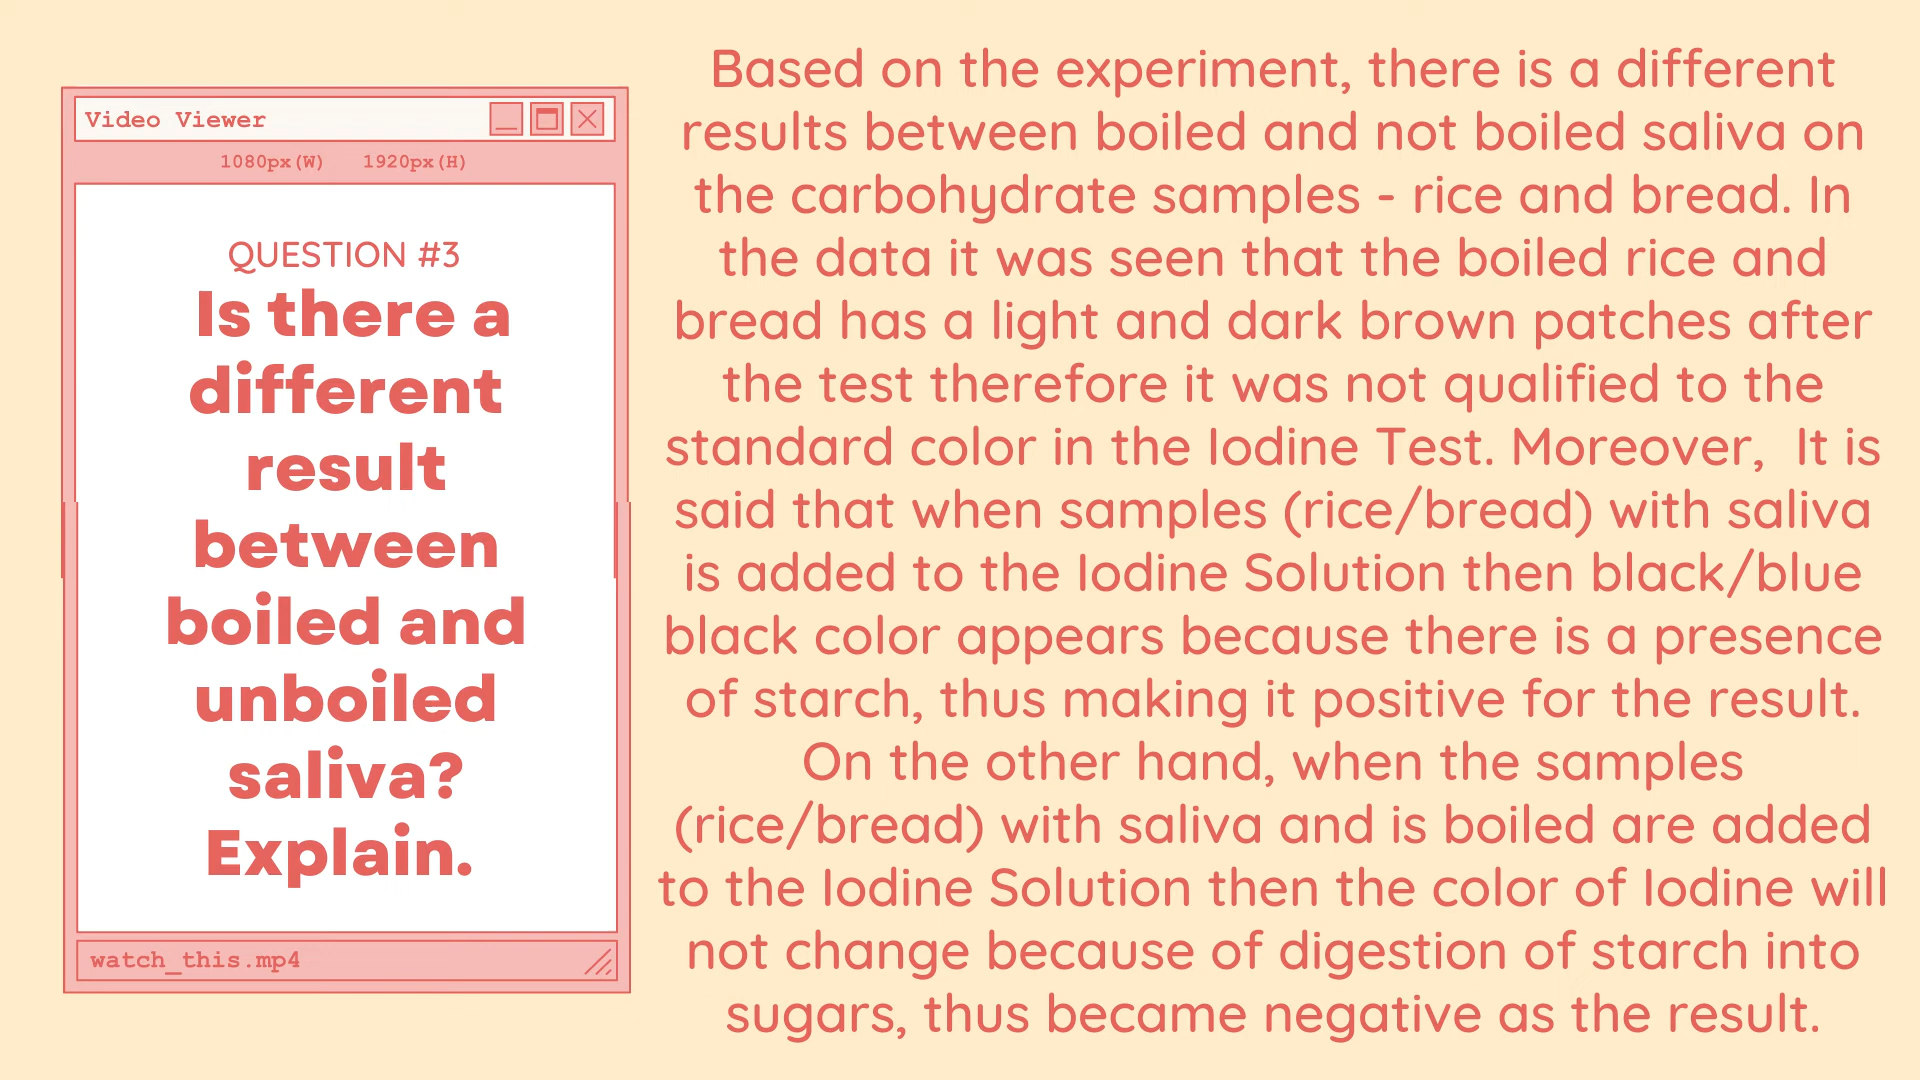 Video Viewer
1080px(W) 1920px(H)
QUESTION #3
Is there a
different
result
between
boiled and
unboiled
saliva?
Explain.
watch_this.mp4
Based on the experiment, there is a different
results between boiled and not boiled saliva on
the carbohydrate samples - rice and bread. In
the data it was seen that the boiled rice and
bread has a light and dark brown patches after
the test therefore it was not qualified to the
standard color in the Iodine Test. Moreover,  It is
said that when samples (rice/bread) with saliva
is added to the Iodine Solution then black/blue
black color appears because there is a presence
of starch, thus making it positive for the result.
On the other hand, when the samples
(rice/bread) with saliva and is boiled are added
to the Iodine Solution then the color of Iodine will
not change because of digestion of starch into
sugars, thus became negative as the result.